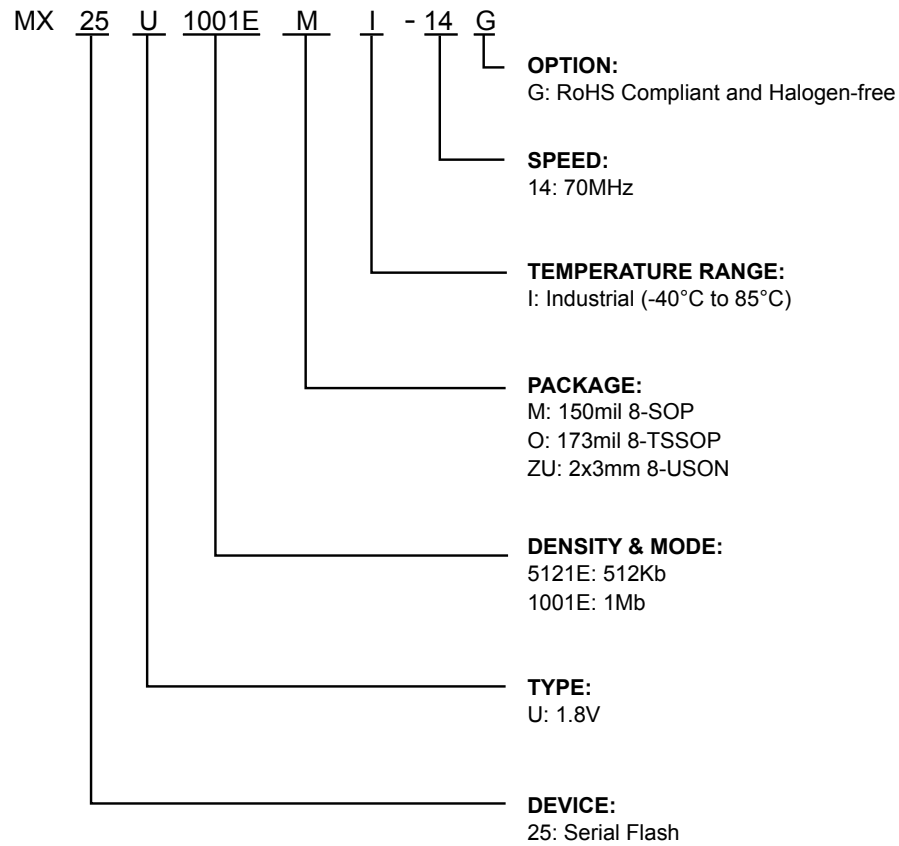 MX 25 U 1001E M I - 14 G
OPTION:
G: RoHS Compliant and Halogen-free
SPEED:
14: 70MHz
TEMPERATURE RANGE:
I: Industrial (-40°C to 85°C)
PACKAGE:
M: 150mil 8-SOP
O: 173mil 8-TSSOP
ZU: 2x3mm 8-USON
DENSITY & MODE:
5121E: 512Kb
1001E: 1Mb
TYPE:
U: 1.8V
DEVICE:
25: Serial Flash